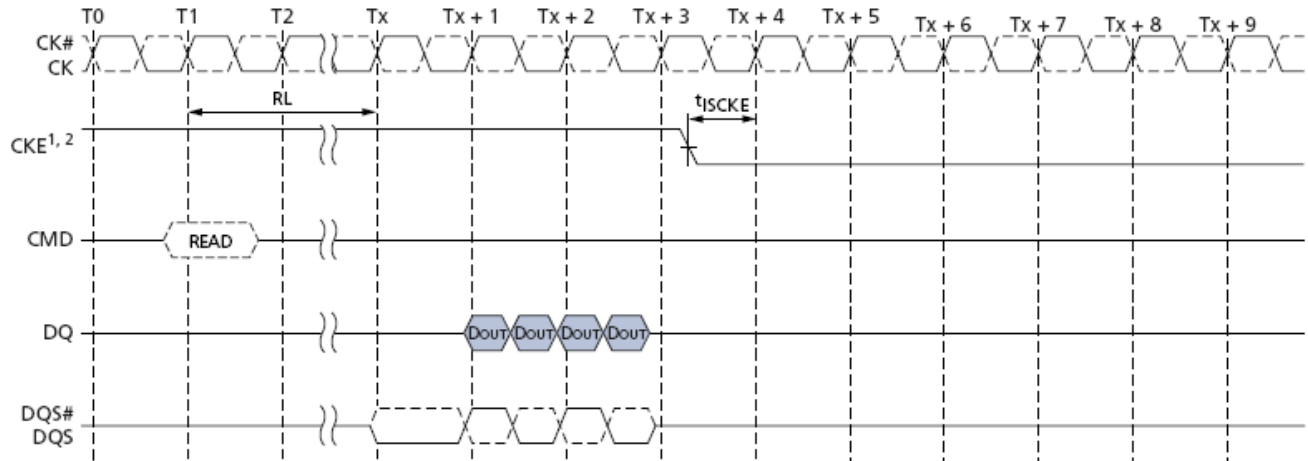 T0 T1 T2 Tx Tx + 1 Tx + 2 Tx + 3 Tx + 4 Tx + 5 Tx + 6 Tx + 7 Tx + 8 Tx + 9
CK#
CK
RL
tISCKE
CKE1, 2
CMD
READ
DQ
DOUT DOUT DOUT DOUT
DQS#
DQS